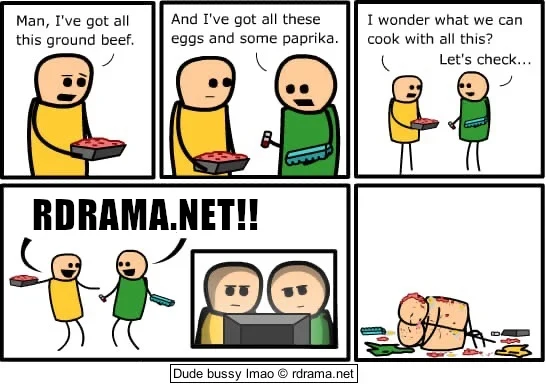 Man, I've got all
this ground beef.
And I've got all these
eggs and some paprika.
I wonder what we can
cook with all this?
Let's check...
RDRAMA.NET!!
Dude bussy lmao © rdrama.net